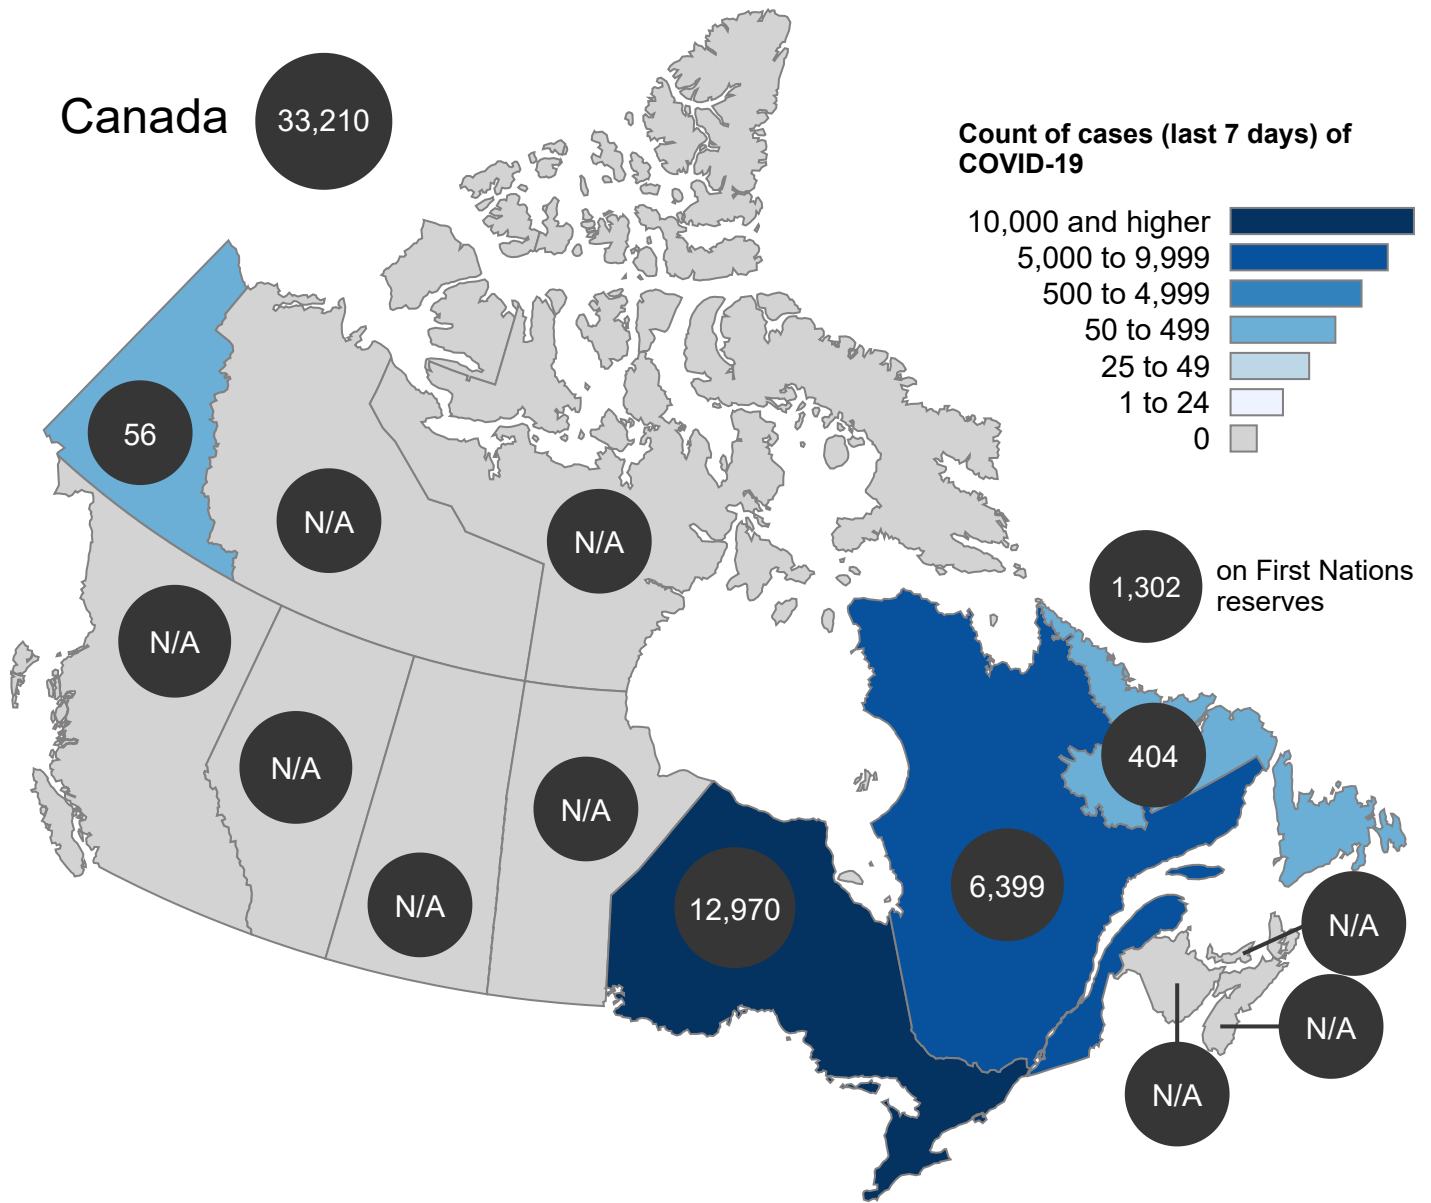 Canada
33,210
Count of cases (last 7 days) of
COVID-19
10,000 and higher
5,000 to 9,999
500 to 4,999
50 to 499
25 to 49
1 to 24
0
56
N/A
N/A
1,302
on First Nations
reserves
N/A
404
N/A
N/A
6,399
N/A
12,970
N/A
N/A
N/A